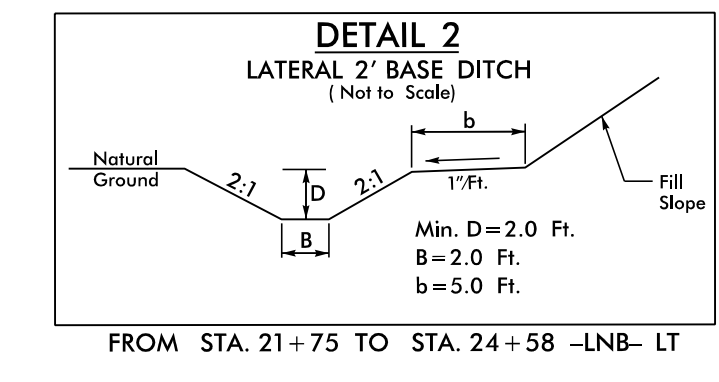 DETAIL 2
LATERAL 2' BASE DITCH
( Not to Scale)
b
Natural
Ground
2:1
D
2:1
1"/Ft.
Fill
Slope
B
Min. D=2.0 Ft.
B=2.0 Ft.
b=5.0 Ft.
FROM STA. 21+75 TO STA. 24+58 -LNB- LT